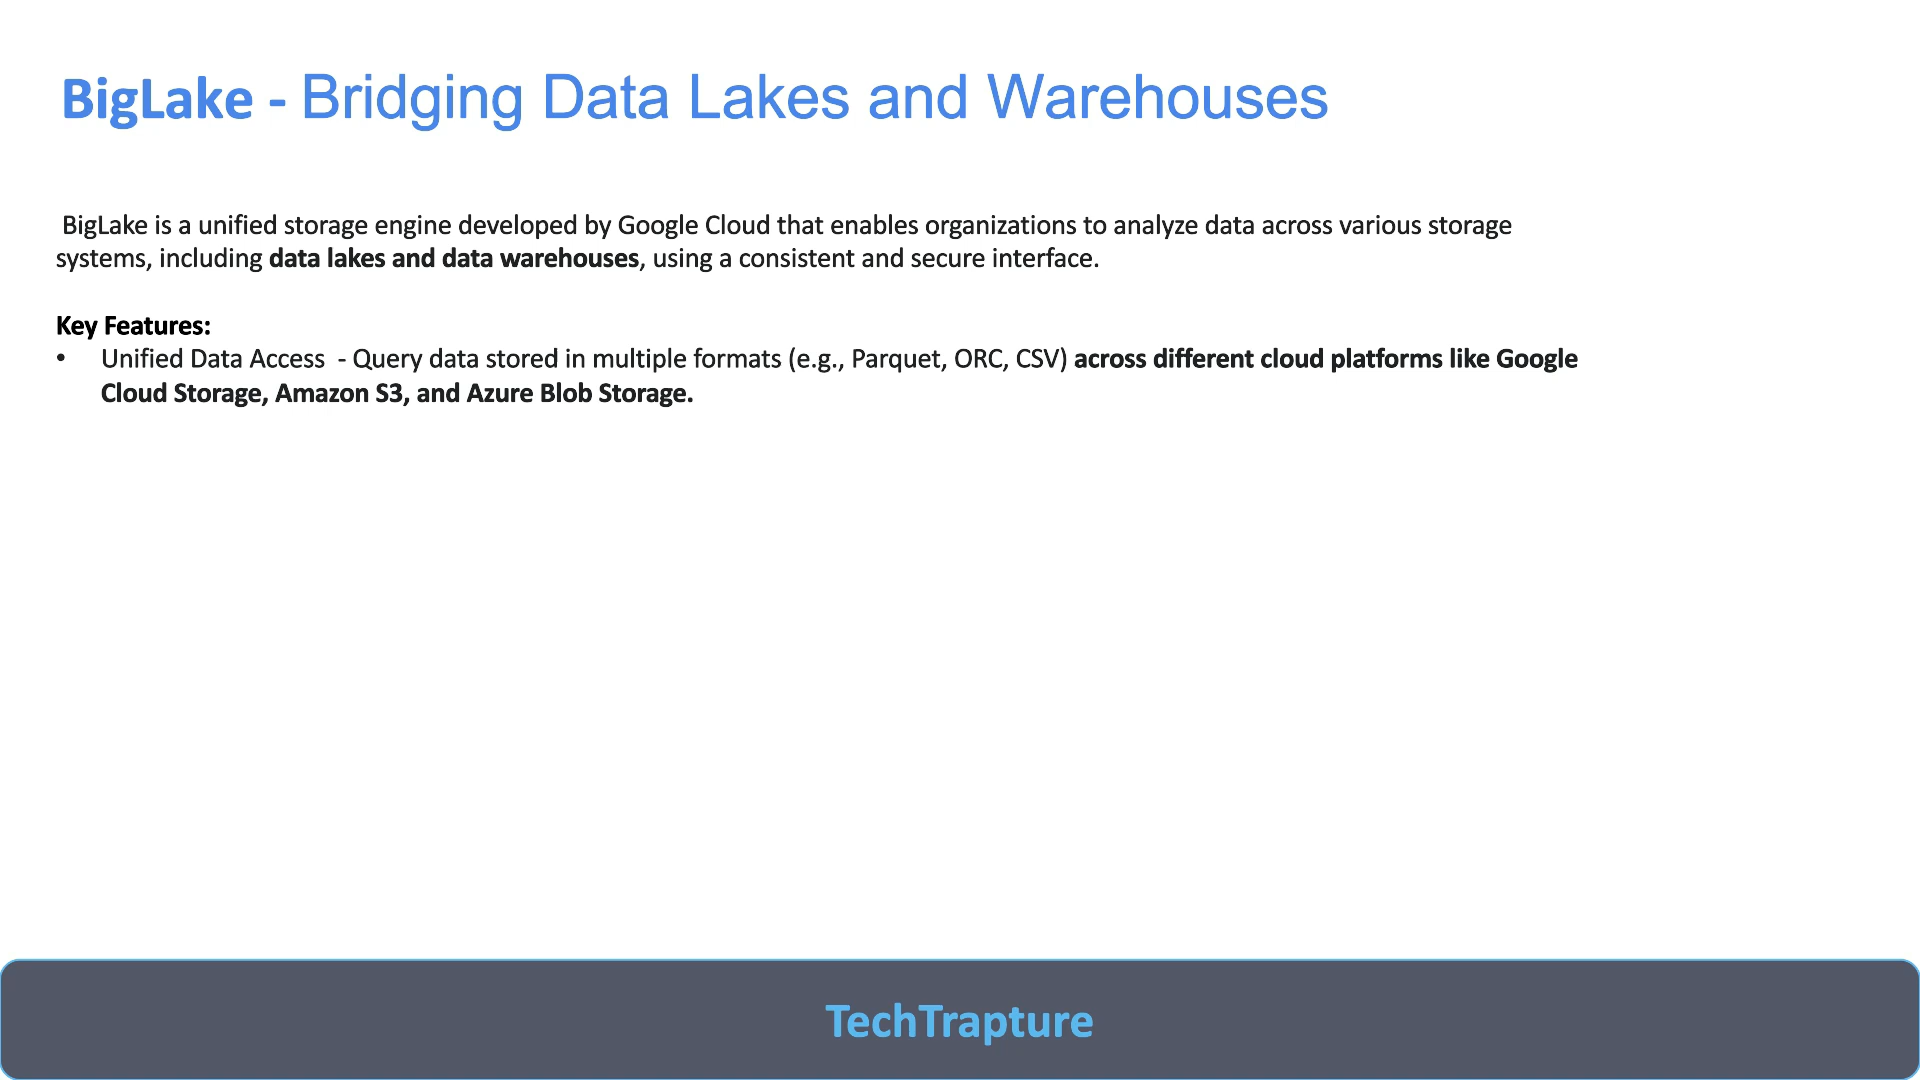 BigLake - Bridging Data Lakes and Warehouses
BigLake is a unified storage engine developed by Google Cloud that enables organizations to analyze data across various storage
systems, including data lakes and data warehouses, using a consistent and secure interface.
Key Features:
• Unified Data Access - Query data stored in multiple formats (e.g., Parquet, ORC, CSV) across different cloud platforms like Google
Cloud Storage, Amazon S3, and Azure Blob Storage.
TechTrapture